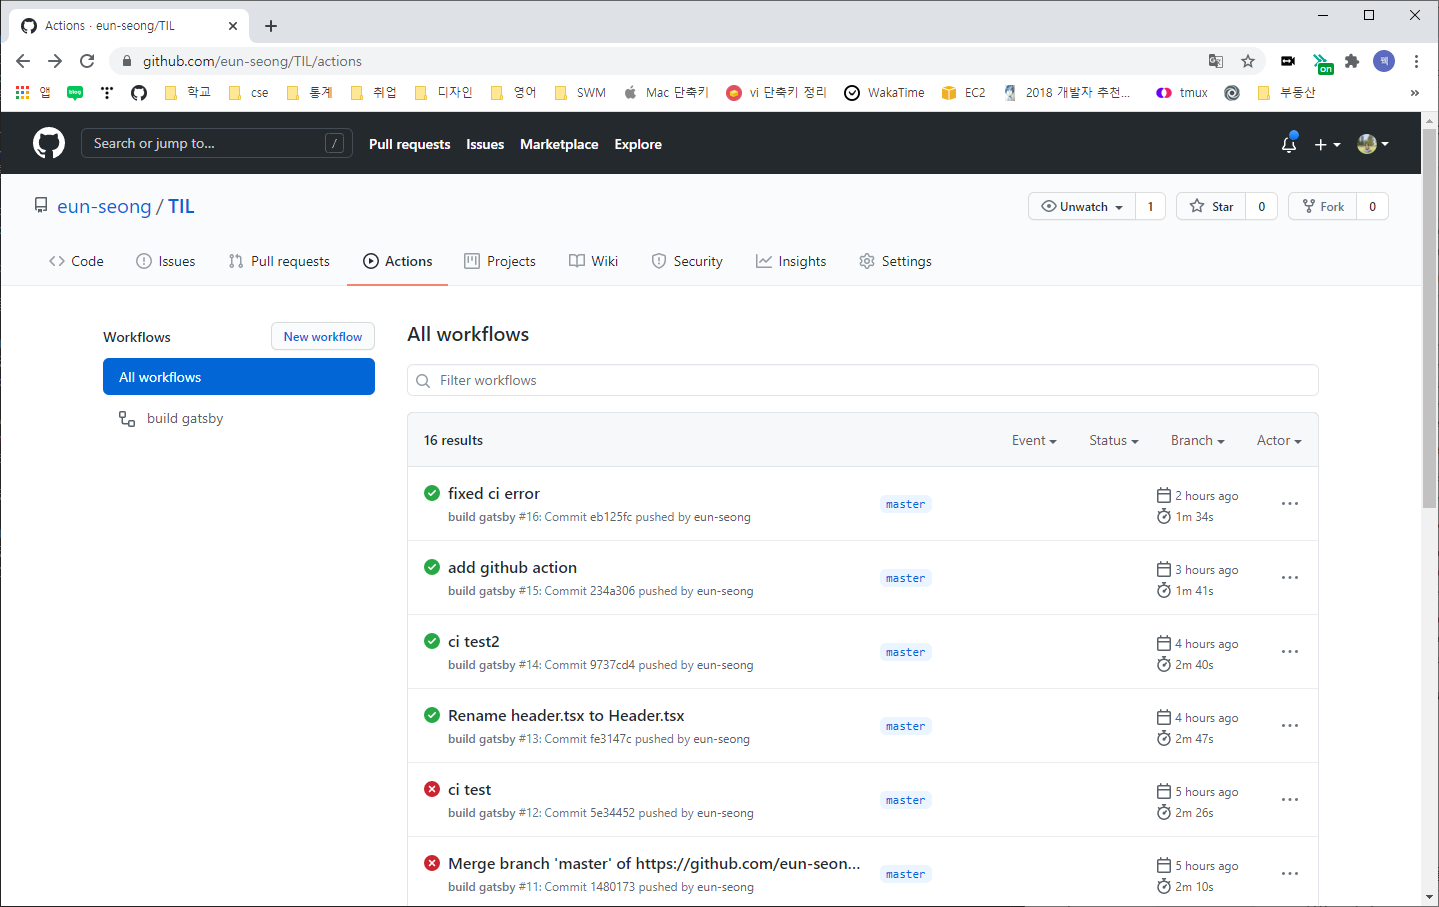 Actions · eun-seong/TIL
github.com/eun-seong/TIL/actions
on
앱
blog
학교
cse
통계
취업
디자인
영어
SWM
Mac 단축키
vi 단축키 정리
WakaTime
EC2
2018 개발자 추천...
tmux
부동산
»
Search or jump to...
/
Pull requests
Issues
Marketplace
Explore
eun-seong / TIL
Unwatch
1
Star
0
Fork
0
Code
Issues
Pull requests
Actions
Projects
Wiki
Security
Insights
Settings
Workflows
New workflow
All workflows
build gatsby
All workflows
Filter workflows
16 results
Event
Status
Branch
Actor
fixed ci error
build gatsby #16: Commit eb125fc pushed by eun-seong
master
2 hours ago
1m 34s
add github action
build gatsby #15: Commit 234a306 pushed by eun-seong
master
3 hours ago
1m 41s
ci test2
build gatsby #14: Commit 9737cd4 pushed by eun-seong
master
4 hours ago
2m 40s
Rename header.tsx to Header.tsx
build gatsby #13: Commit fe3147c pushed by eun-seong
master
4 hours ago
2m 47s
ci test
build gatsby #12: Commit 5e34452 pushed by eun-seong
master
5 hours ago
2m 26s
Merge branch 'master' of https://github.com/eun-seon...
build gatsby #11: Commit 1480173 pushed by eun-seong
master
5 hours ago
2m 10s